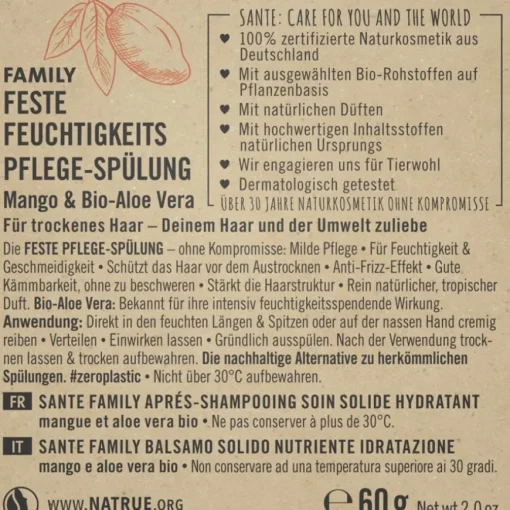 SANTE: CARE FOR YOU AND THE WORLD
♥ 100% zertifizierte Naturkosmetik aus
Deutschland
♥ Mit ausgewählten Bio-Rohstoffen auf
Pflanzenbasis
♥ Mit natürlichen Düften
♥ Mit hochwertigen Inhaltsstoffen
natürlichen Ursprungs
♥ Wir engagieren uns für Tierwohl
♥ Dermatologisch getestet
ÜBER 30 JAHRE NATURKOSMETIK OHNE KOMPROMISSE
FAMILY
FESTE
FEUCHTIGKEITS
PFLEGE-SPÜLUNG
Mango & Bio-Aloe Vera
Für trockenes Haar – Deinem Haar und der Umwelt zuliebe
Die FESTE PFLEGE-SPÜLUNG – ohne Kompromisse: Milde Pflege • Für Feuchtigkeit &
Geschmeidigkeit • Schützt das Haar vor dem Austrocknen • Anti-Frizz-Effekt • Gute
Kämmbarkeit, ohne zu beschweren • Stärkt die Haarstruktur • Rein natürlicher, tropischer
Duft. Bio-Aloe Vera: Bekannt für ihre intensiv feuchtigkeitsspendende Wirkung.
Anwendung: Direkt in den feuchten Längen & Spitzen oder auf der nassen Hand cremig
reiben • Verteilen • Einwirken lassen • Gründlich ausspülen. Nach der Verwendung trock-
nen lassen & trocken aufbewahren. Die nachhaltige Alternative zu herkömmlichen
Spülungen. #zeroplastic • Nicht über 30°C aufbewahren.
FR SANTE FAMILY APRÉS-SHAMPOOING SOIN SOLIDE HYDRATANT
mangue et aloe vera bio • Ne pas conserver à plus de 30°C.
IT SANTE FAMILY BALSAMO SOLIDO NUTRIENTE IDRATAZIONE
mango e aloe vera bio • Non conservare ad una temperatura superiore ai 30 gradi.
WWW.NATRUE.ORG
℮ 60 g Net wt 2.0 oz